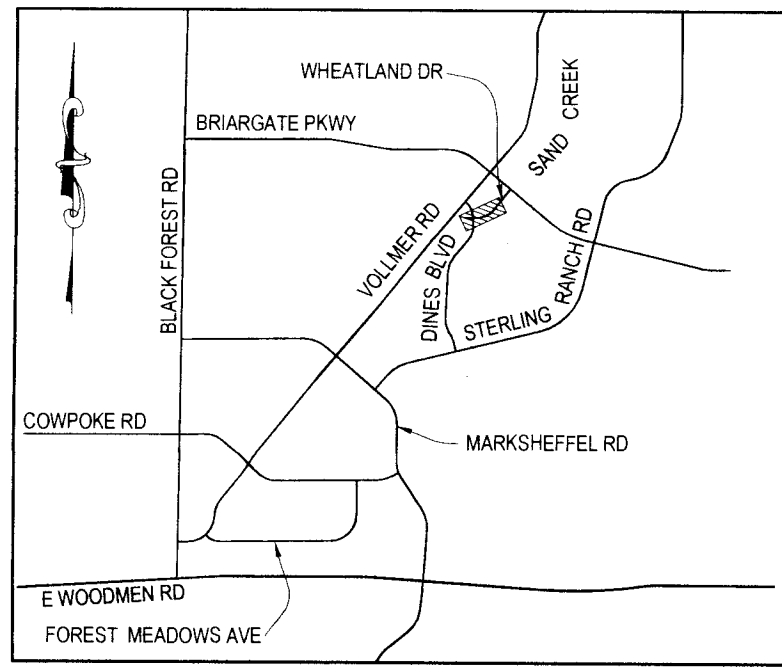 WHEATLAND DR
BRIARGATE PKWY
SAND CREEK
BLACK FOREST RD
VOLLMER RD
DINES BLVD
STERLING RANCH RD
COWPOKE RD
MARKSHEFFEL RD
E WOODMEN RD
FOREST MEADOWS AVE